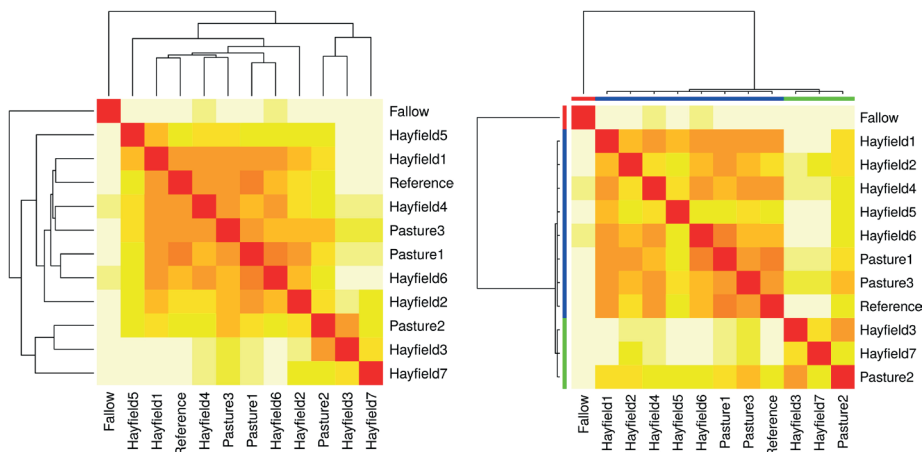 Fallow
Hayfield5
Hayfield1
Reference
Hayfield4
Pasture3
Pasture1
Hayfield6
Hayfield2
Pasture2
Hayfield3
Hayfield7
Fallow
Hayfield5
Hayfield1
Reference
Hayfield4
Pasture3
Pasture1
Hayfield6
Hayfield2
Pasture2
Hayfield3
Hayfield7
Fallow
Hayfield1
Hayfield2
Hayfield4
Hayfield5
Hayfield6
Pasture1
Pasture3
Reference
Hayfield3
Hayfield7
Pasture2
Fallow
Hayfield1
Hayfield2
Hayfield4
Hayfield5
Hayfield6
Pasture1
Pasture3
Reference
Hayfield3
Hayfield7
Pasture2